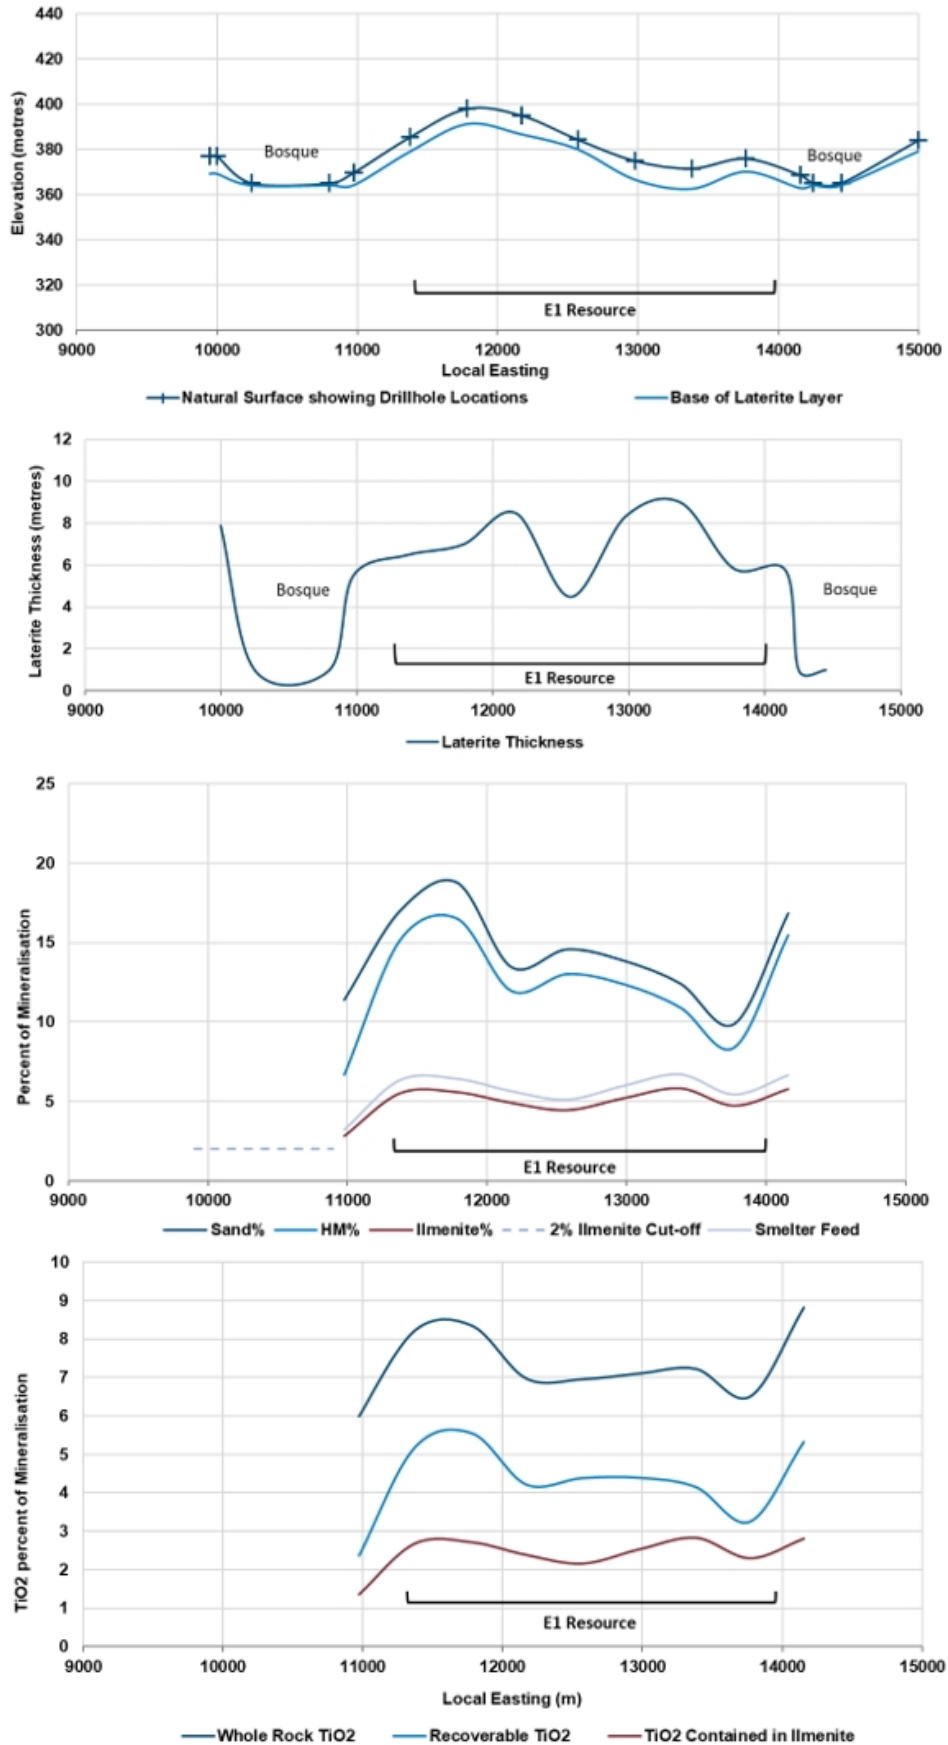 440
420
400
380
360
340
320
300
Elevation (metres)
Bosque
Bosque
E1 Resource
9000 10000 11000 12000 13000 14000 15000
Local Easting
Natural Surface showing Drillhole Locations Base of Laterite Layer
12
10
8
6
4
2
0
Laterite Thickness (metres)
Bosque
Bosque
E1 Resource
9000 10000 11000 12000 13000 14000 15000
Laterite Thickness
25
20
15
10
5
0
Percent of Mineralisation
E1 Resource
9000 10000 11000 12000 13000 14000 15000
Sand% HM% Ilmenite% 2% Ilmenite Cut-off Smelter Feed
10
9
8
7
6
5
4
3
2
1
0
TiO2 percent of Mineralisation
E1 Resource
9000 10000 11000 12000 13000 14000 15000
Local Easting (m)
Whole Rock TiO2 Recoverable TiO2 TiO2 Contained in Ilmenite